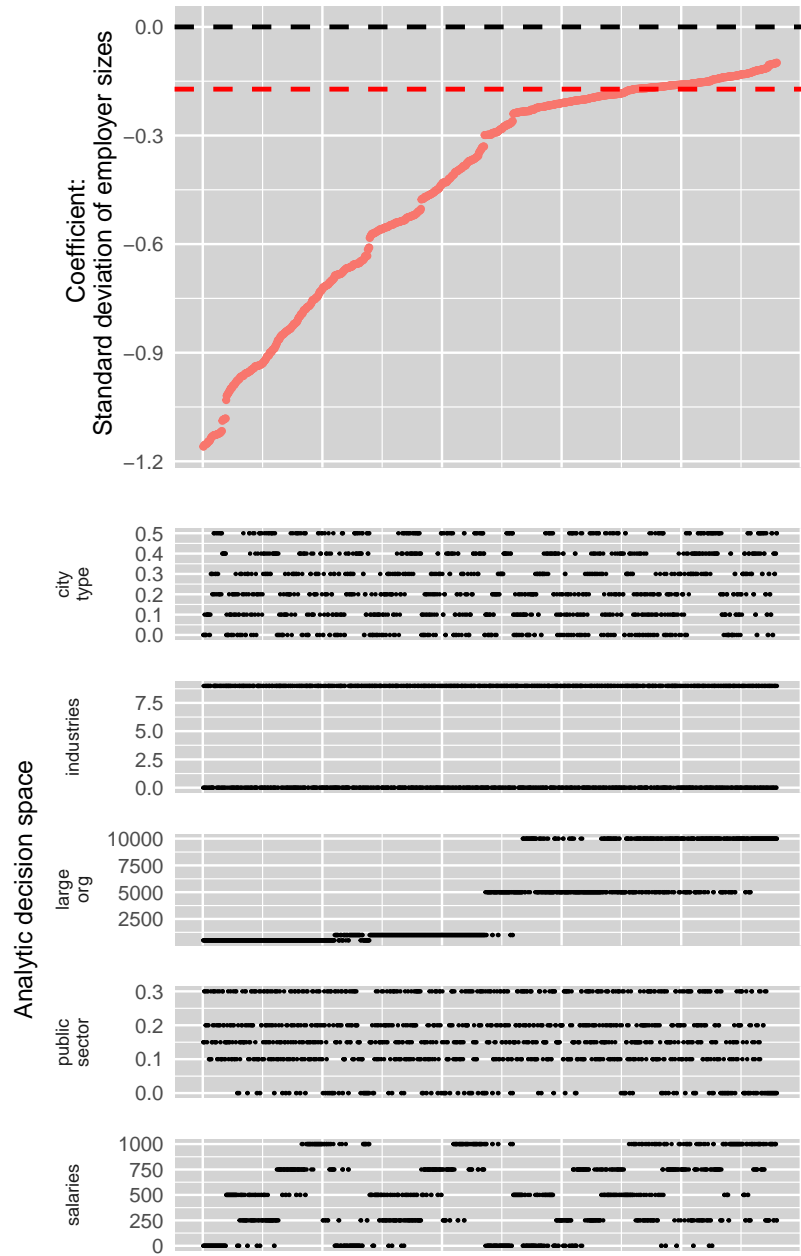 Coefficient:
Standard deviation of employer sizes
0.0
−0.3
−0.6
−0.9
−1.2
Analytic decision space
city
type
0.5
0.4
0.3
0.2
0.1
0.0
industries
7.5
5.0
2.5
0.0
large
org
10000
7500
5000
2500
public
sector
0.3
0.2
0.1
0.0
salaries
1000
750
500
250
0